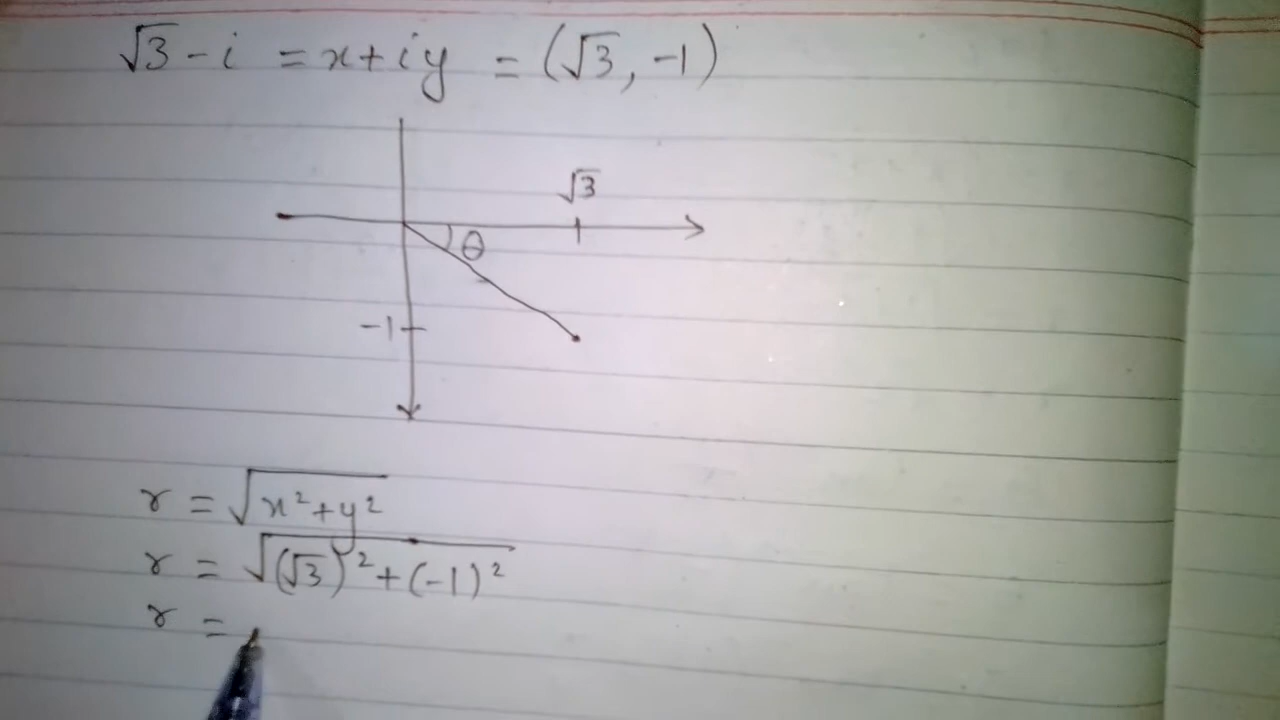 √3 - i = x + iy = (√3, -1)
√3
θ
-1
r = √(x² + y²)
r = √((√3)² + (-1)²)
r =